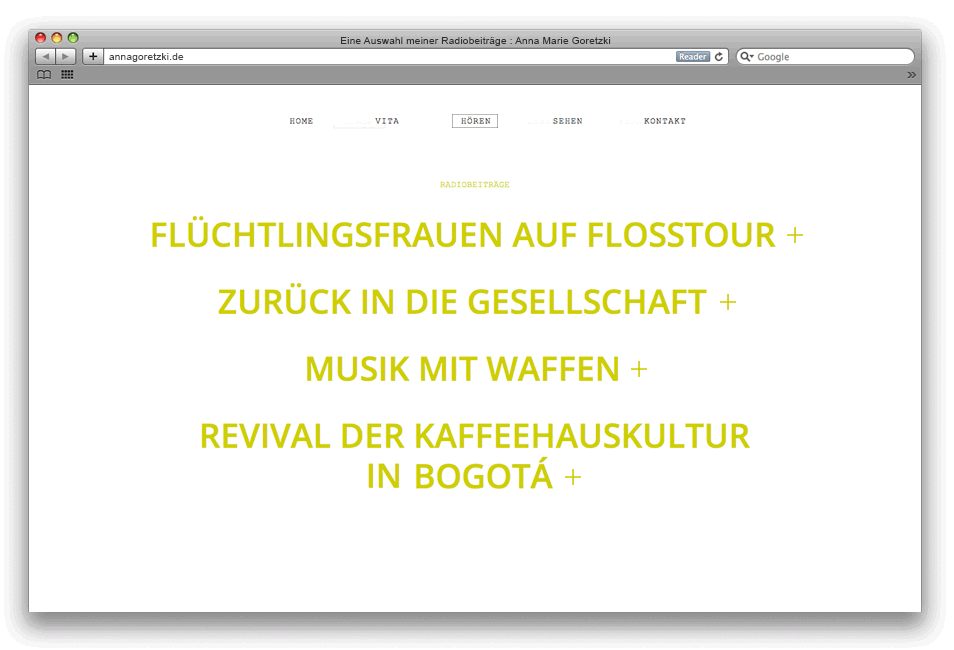 Eine Auswahl meiner Radiobeiträge : Anna Marie Goretzki
annagoretzki.de Reader Google
HOME VITA HÖREN SEHEN KONTAKT
RADIOBEITRÄGE
FLÜCHTLINGSFRAUEN AUF FLOSSTOUR +
ZURÜCK IN DIE GESELLSCHAFT +
MUSIK MIT WAFFEN +
REVIVAL DER KAFFEEHAUSKULTUR
IN BOGOTÁ +